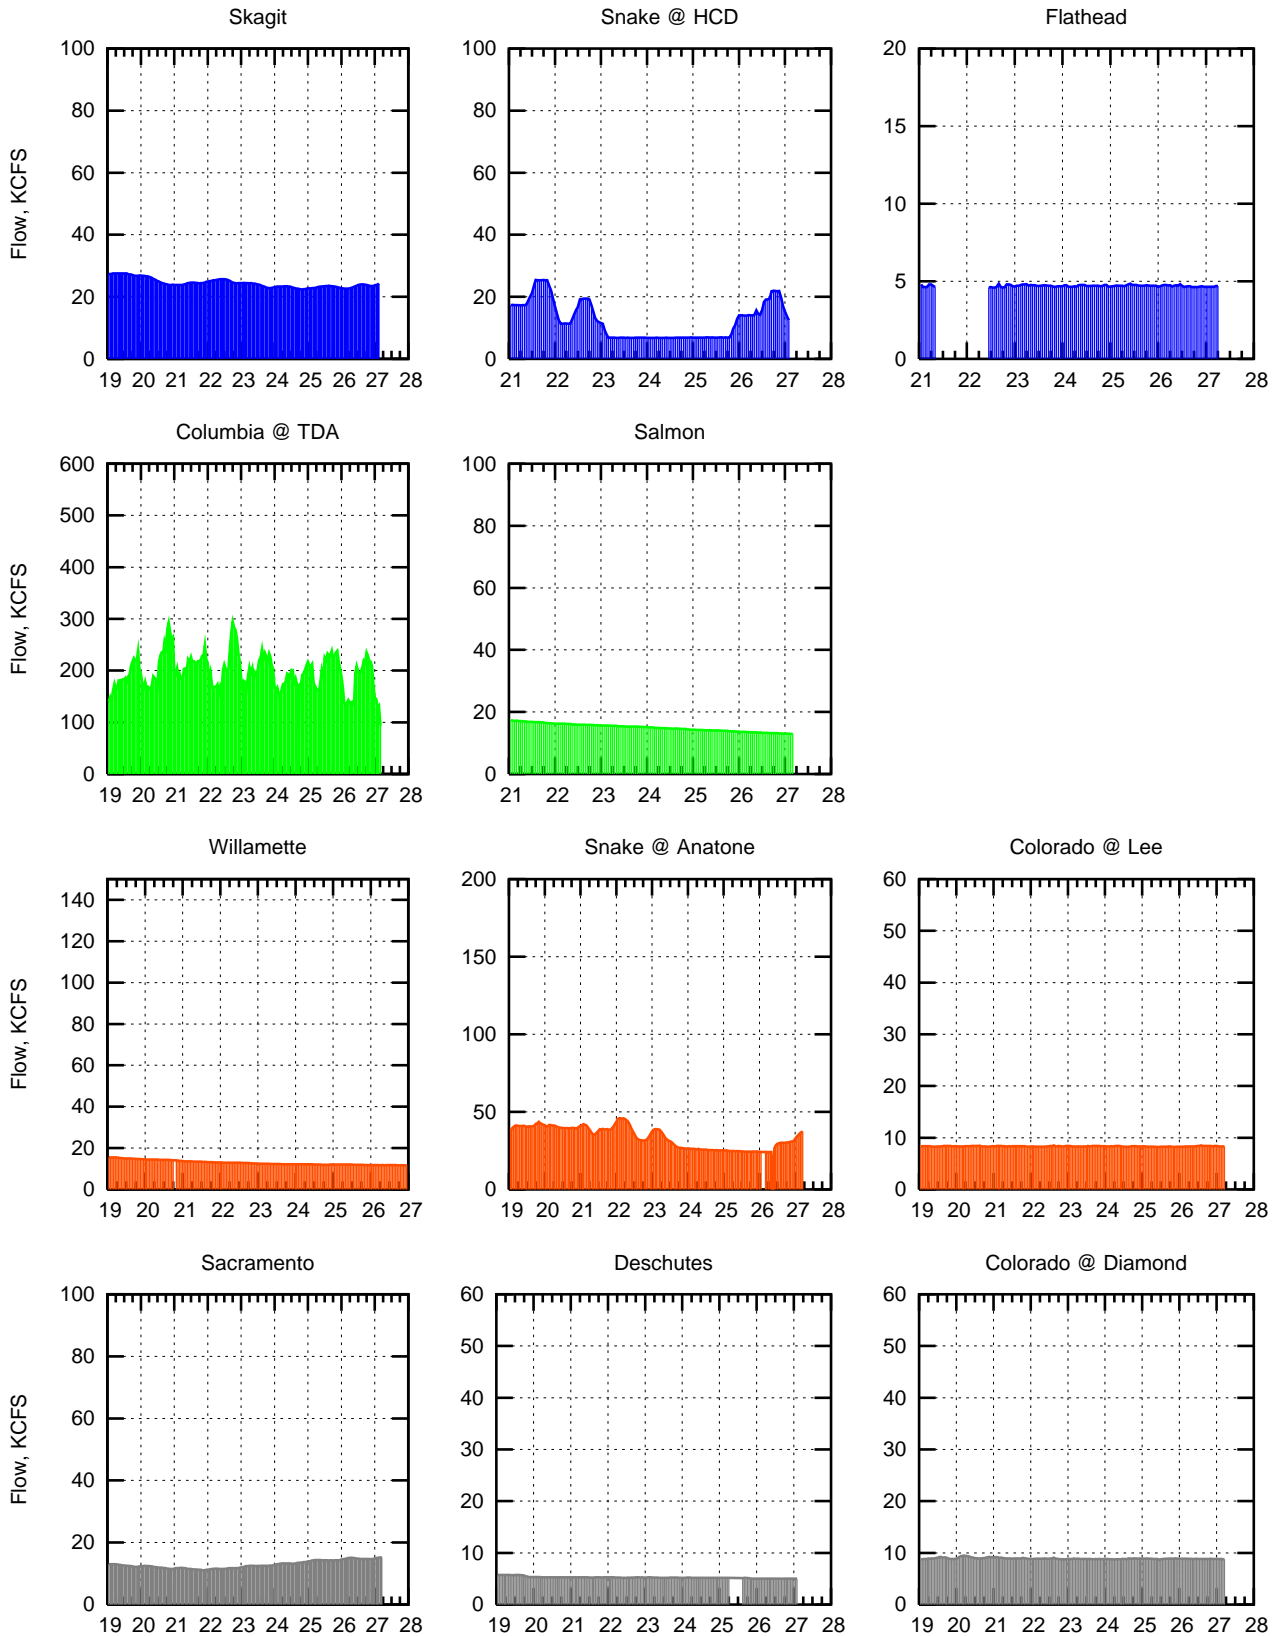 Skagit
Snake @ HCD
Flathead
Flow, KCFS
100
80
60
40
20
0
19 20 21 22 23 24 25 26 27 28
100
80
60
40
20
0
21 22 23 24 25 26 27 28
20
15
10
5
0
21 22 23 24 25 26 27 28
Columbia @ TDA
Salmon
Flow, KCFS
600
500
400
300
200
100
0
19 20 21 22 23 24 25 26 27 28
100
80
60
40
20
0
21 22 23 24 25 26 27 28
Willamette
Snake @ Anatone
Colorado @ Lee
Flow, KCFS
140
120
100
80
60
40
20
0
19 20 21 22 23 24 25 26 27
200
150
100
50
0
19 20 21 22 23 24 25 26 27 28
60
50
40
30
20
10
0
19 20 21 22 23 24 25 26 27 28
Sacramento
Deschutes
Colorado @ Diamond
Flow, KCFS
100
80
60
40
20
0
19 20 21 22 23 24 25 26 27 28
60
50
40
30
20
10
0
19 20 21 22 23 24 25 26 27 28
60
50
40
30
20
10
0
19 20 21 22 23 24 25 26 27 28